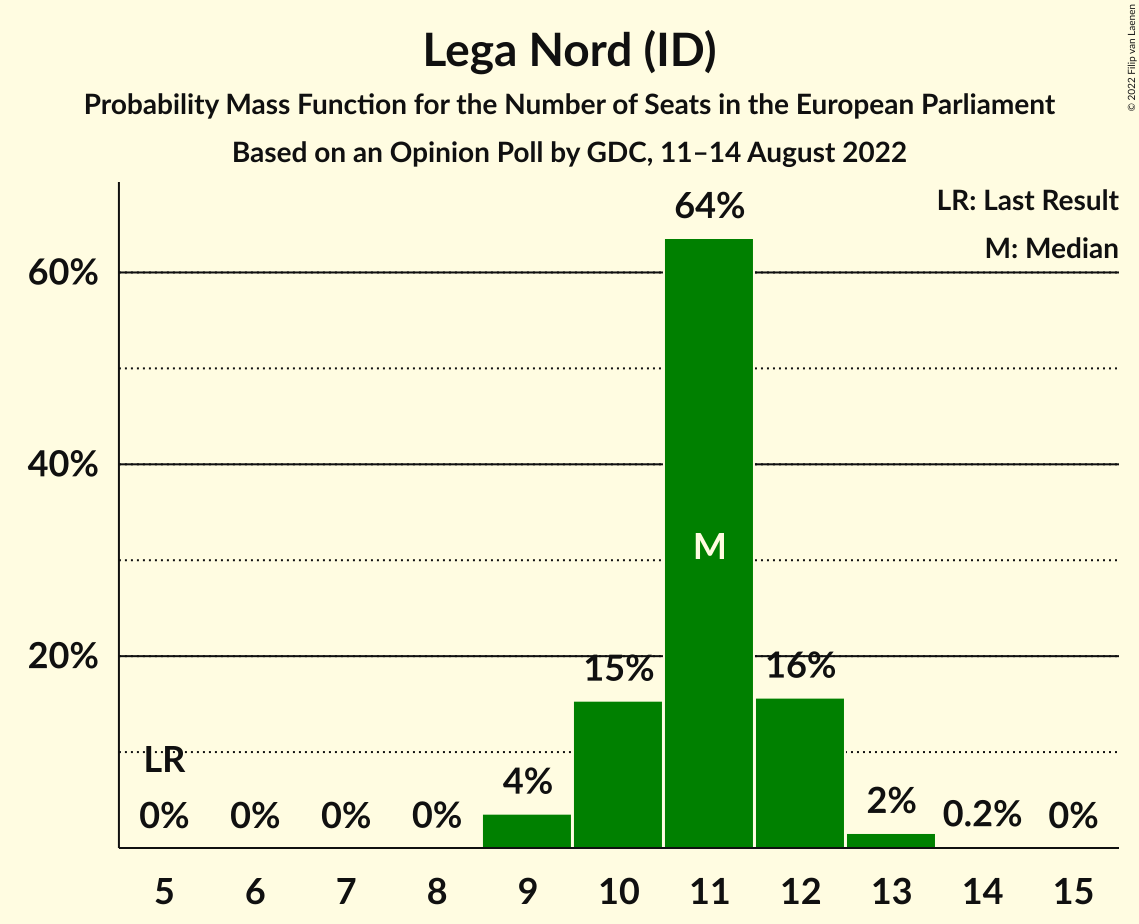 Lega Nord (ID)
Probability Mass Function for the Number of Seats in the European Parliament
Based on an Opinion Poll by GDC, 11–14 August 2022
© 2022 Filip van Laenen
LR: Last Result
M: Median
64%
60%
40%
M
20%
15%
16%
LR
4%
2%
0%
0%
0%
0%
0.2%
0%
5 6 7 8 9 10 11 12 13 14 15